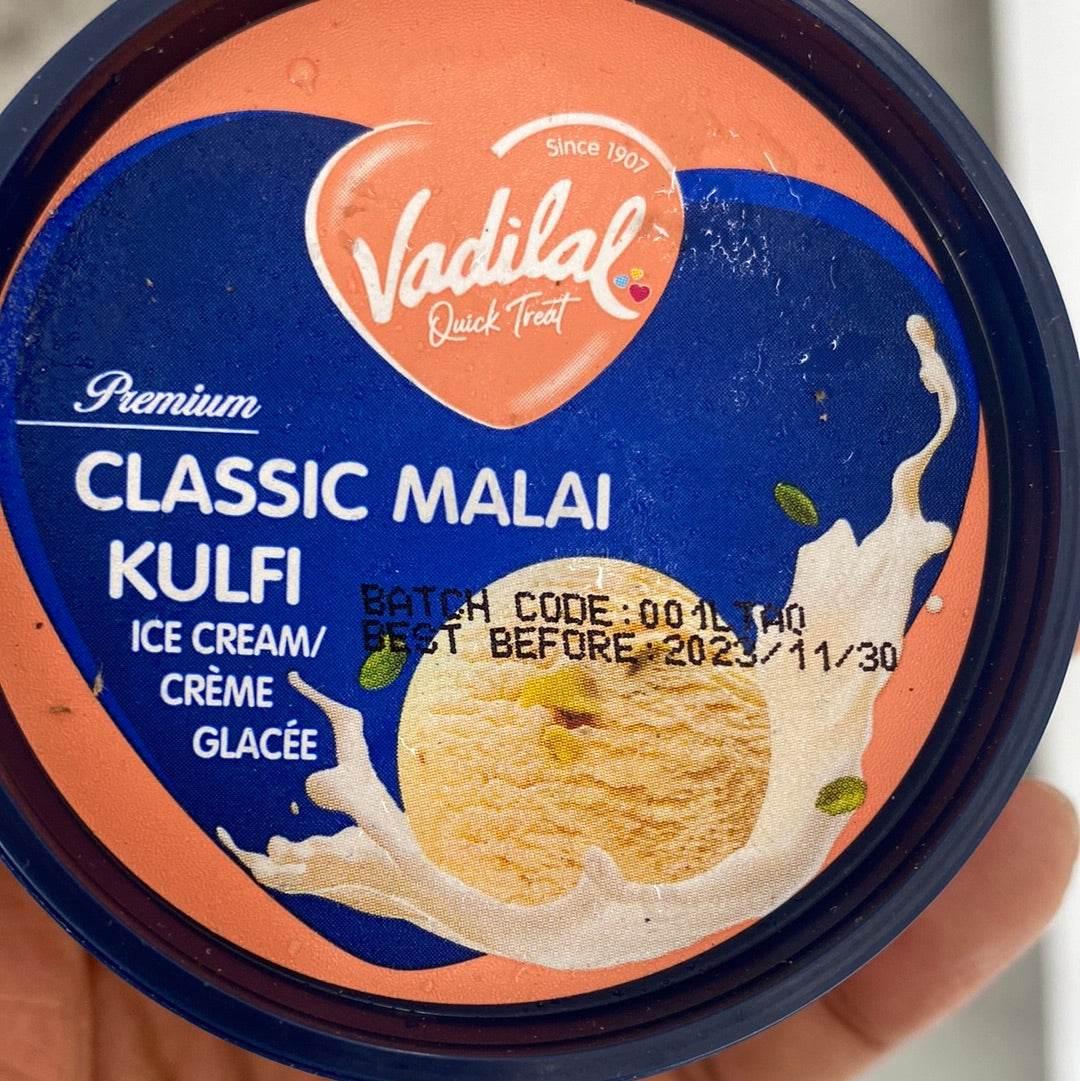 Since 1907
Vadilal
Quick Treat
Premium
CLASSIC MALAI
KULFI
ICE CREAM/
CRÈME
GLACÉE
BATCH CODE:001LTAO
BEST BEFORE:2023/11/30